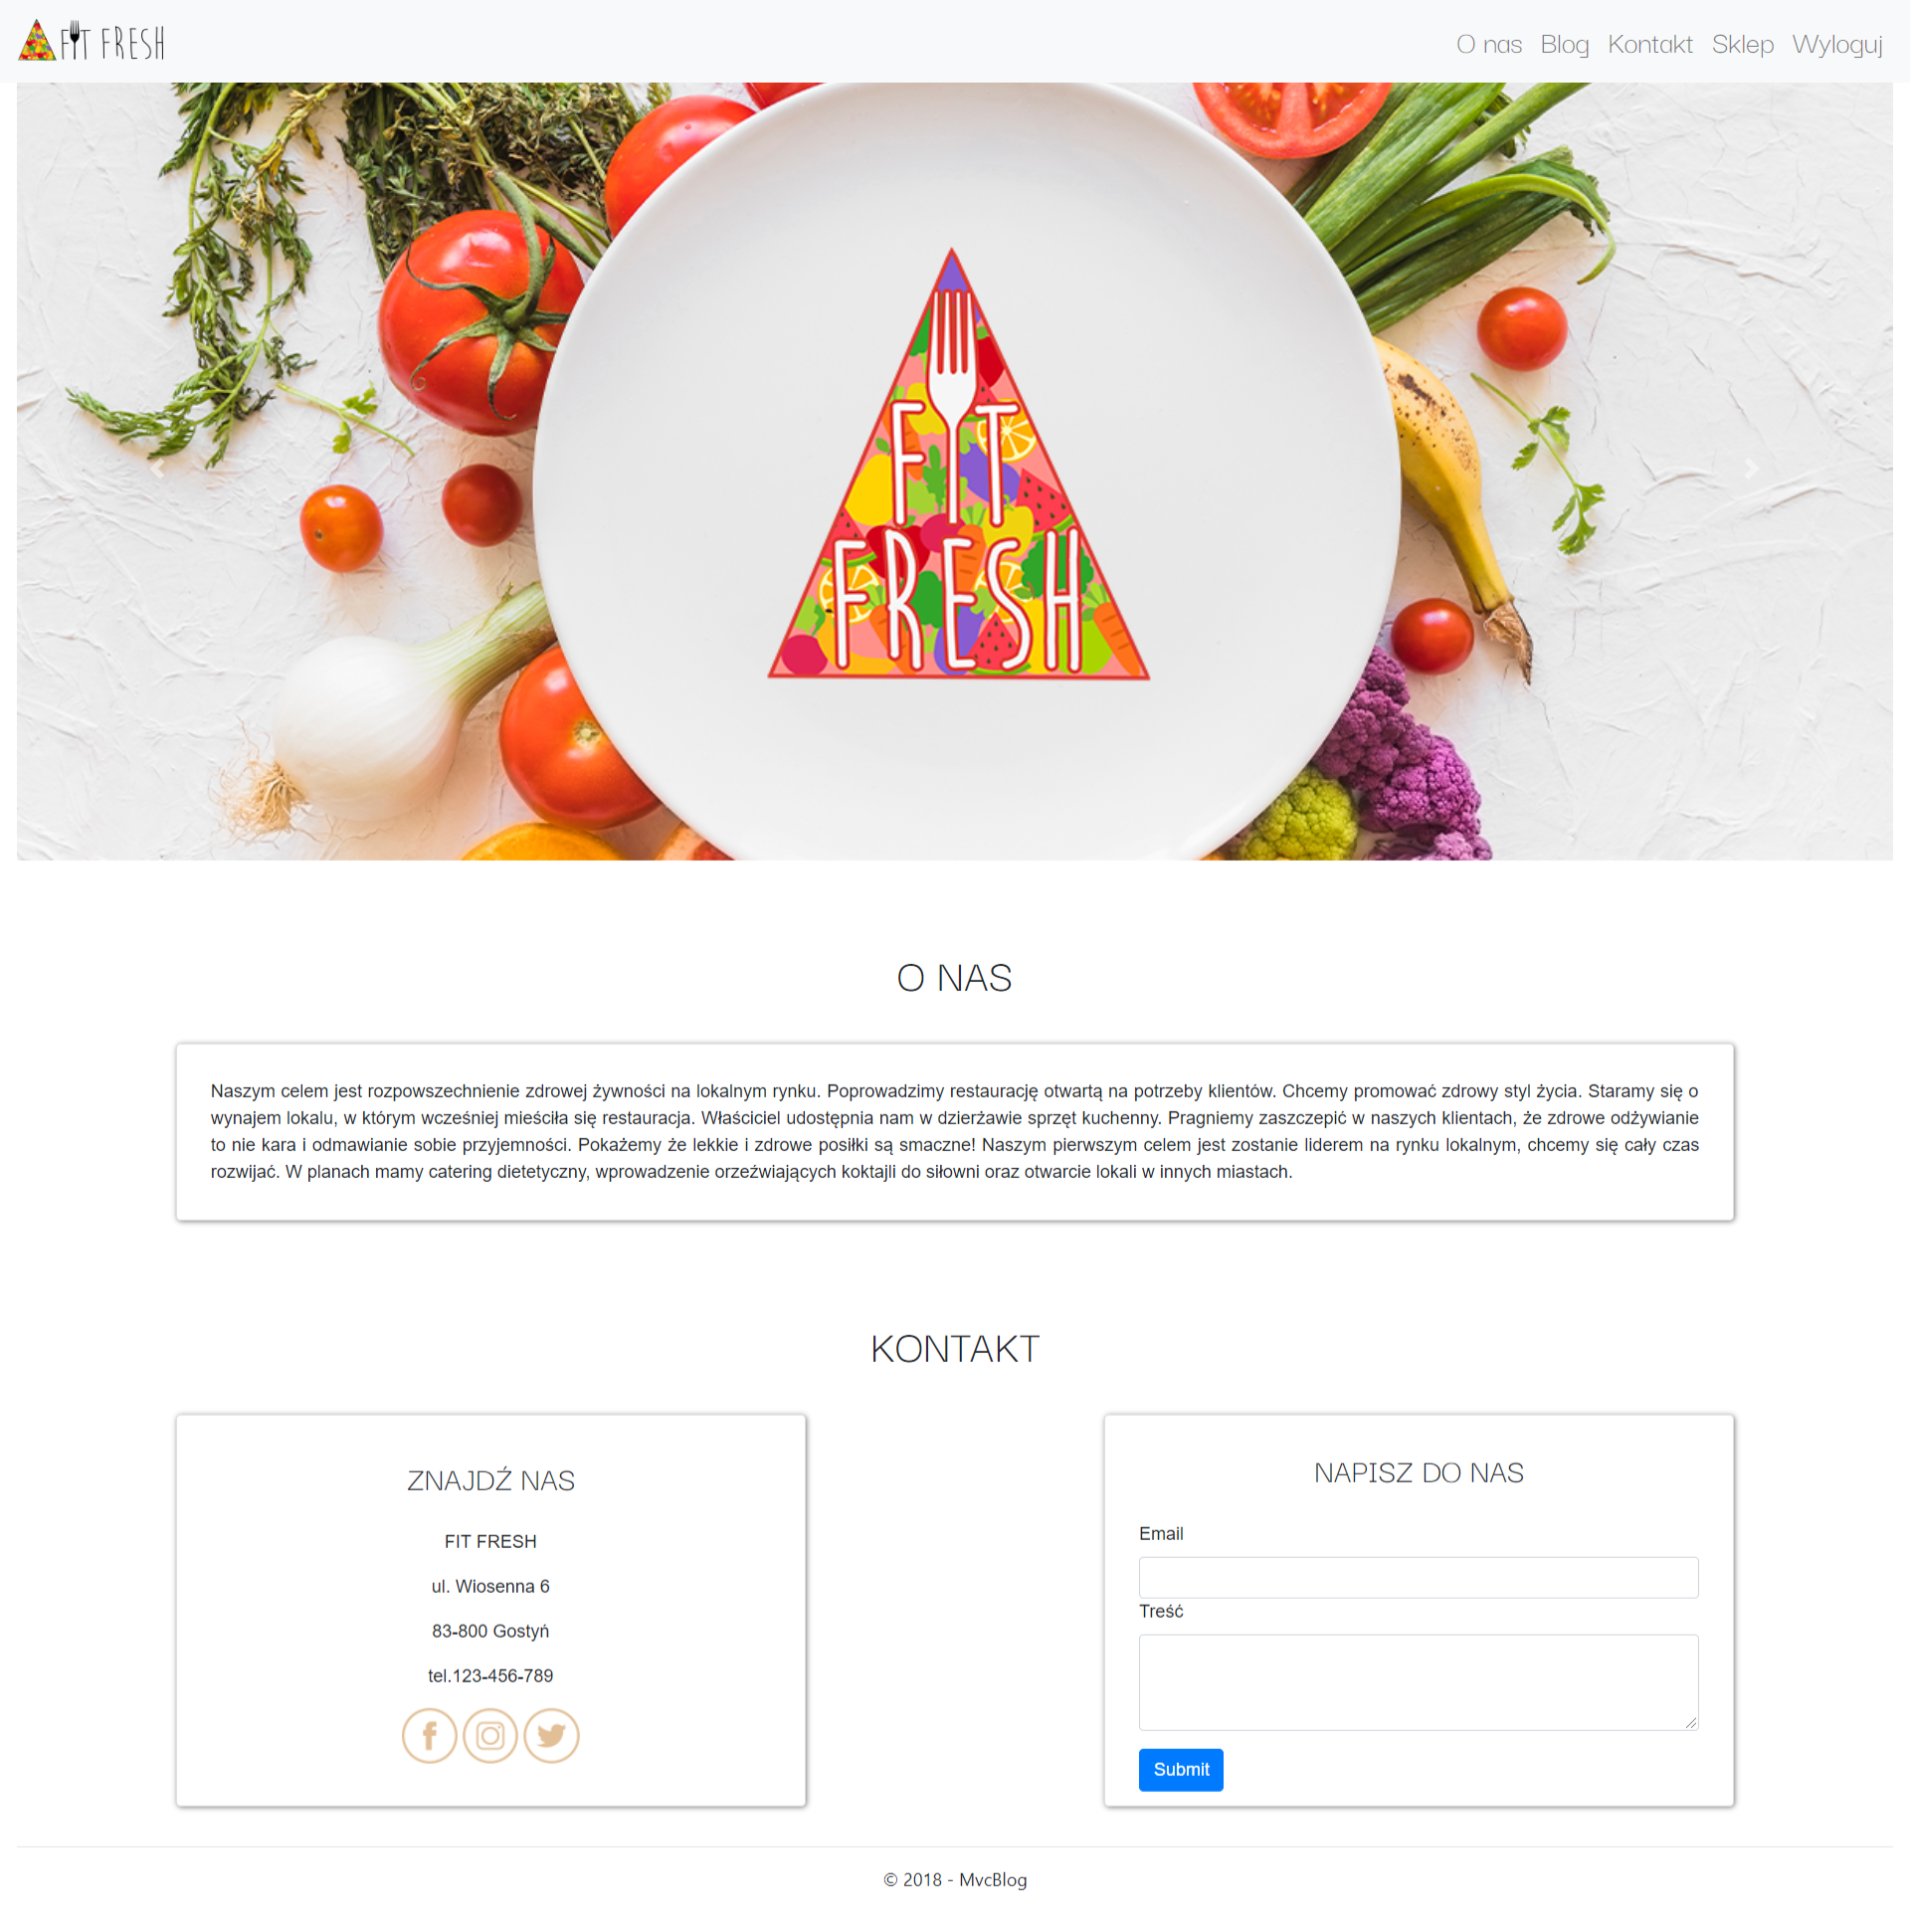 FIT FRESH
O nas Blog Kontakt Sklep Wyloguj
FIT
FRESH
O NAS
Naszym celem jest rozpowszechnienie zdrowej żywności na lokalnym rynku. Poprowadzimy restaurację otwartą na potrzeby klientów. Chcemy promować zdrowy styl życia. Staramy się o
wynajem lokalu, w którym wcześniej mieściła się restauracja. Właściciel udostępnia nam w dzierżawie sprzęt kuchenny. Pragniemy zaszczepić w naszych klientach, że zdrowe odżywianie
to nie kara i odmawianie sobie przyjemności. Pokażemy że lekkie i zdrowe posiłki są smaczne! Naszym pierwszym celem jest zostanie liderem na rynku lokalnym, chcemy się cały czas
rozwijać. W planach mamy catering dietetyczny, wprowadzenie orzeźwiających koktajli do siłowni oraz otwarcie lokali w innych miastach.
KONTAKT
ZNAJDŹ NAS
FIT FRESH
ul. Wiosenna 6
83-800 Gostyń
tel.123-456-789
NAPISZ DO NAS
Email
Treść
Submit
© 2018 - MvcBlog